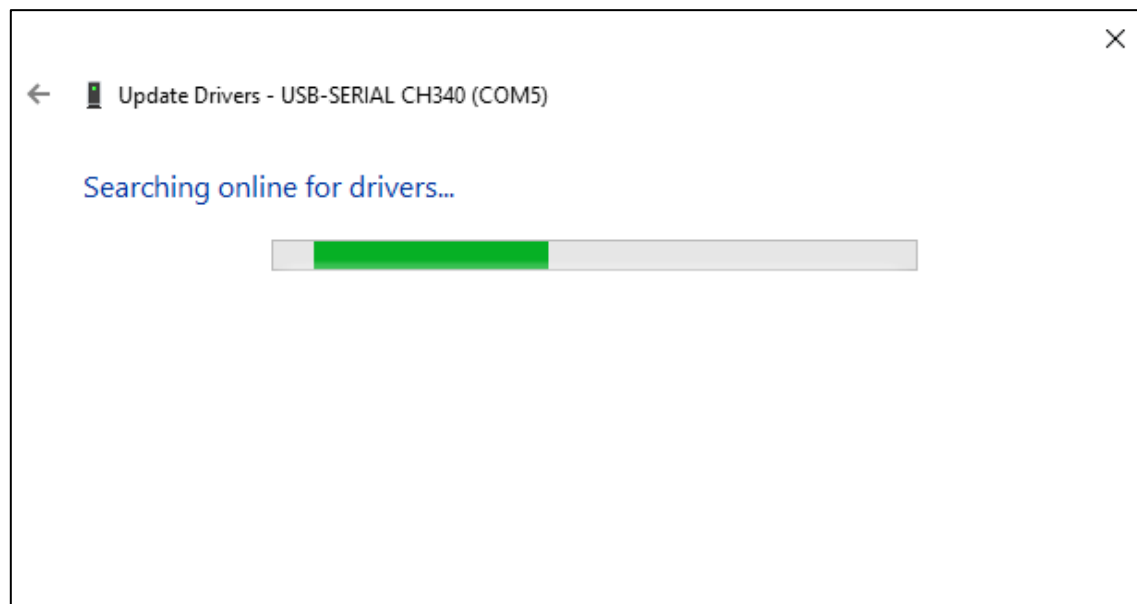 Update Drivers - USB-SERIAL CH340 (COM5)
Searching online for drivers...